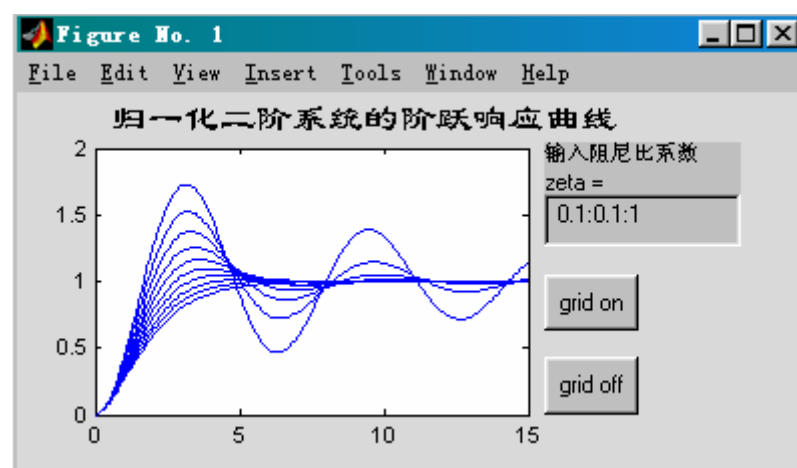 Figure No. 1
File Edit View Insert Tools Window Help
归一化二阶系统的阶跃响应曲线
2
1.5
1
0.5
0
0 5 10 15
输入阻尼比系数
zeta =
0.1:0.1:1
grid on
grid off